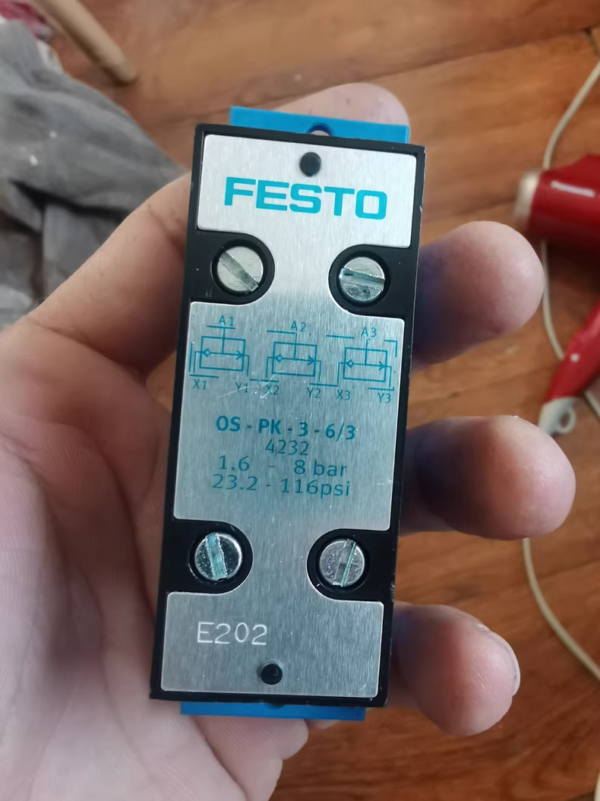 FESTO
A1 A2 A3
X1 Y1 X2 Y2 X3 Y3
OS-PK-3-6/3
4232
1.6 - 8 bar
23.2 - 116psi
E202